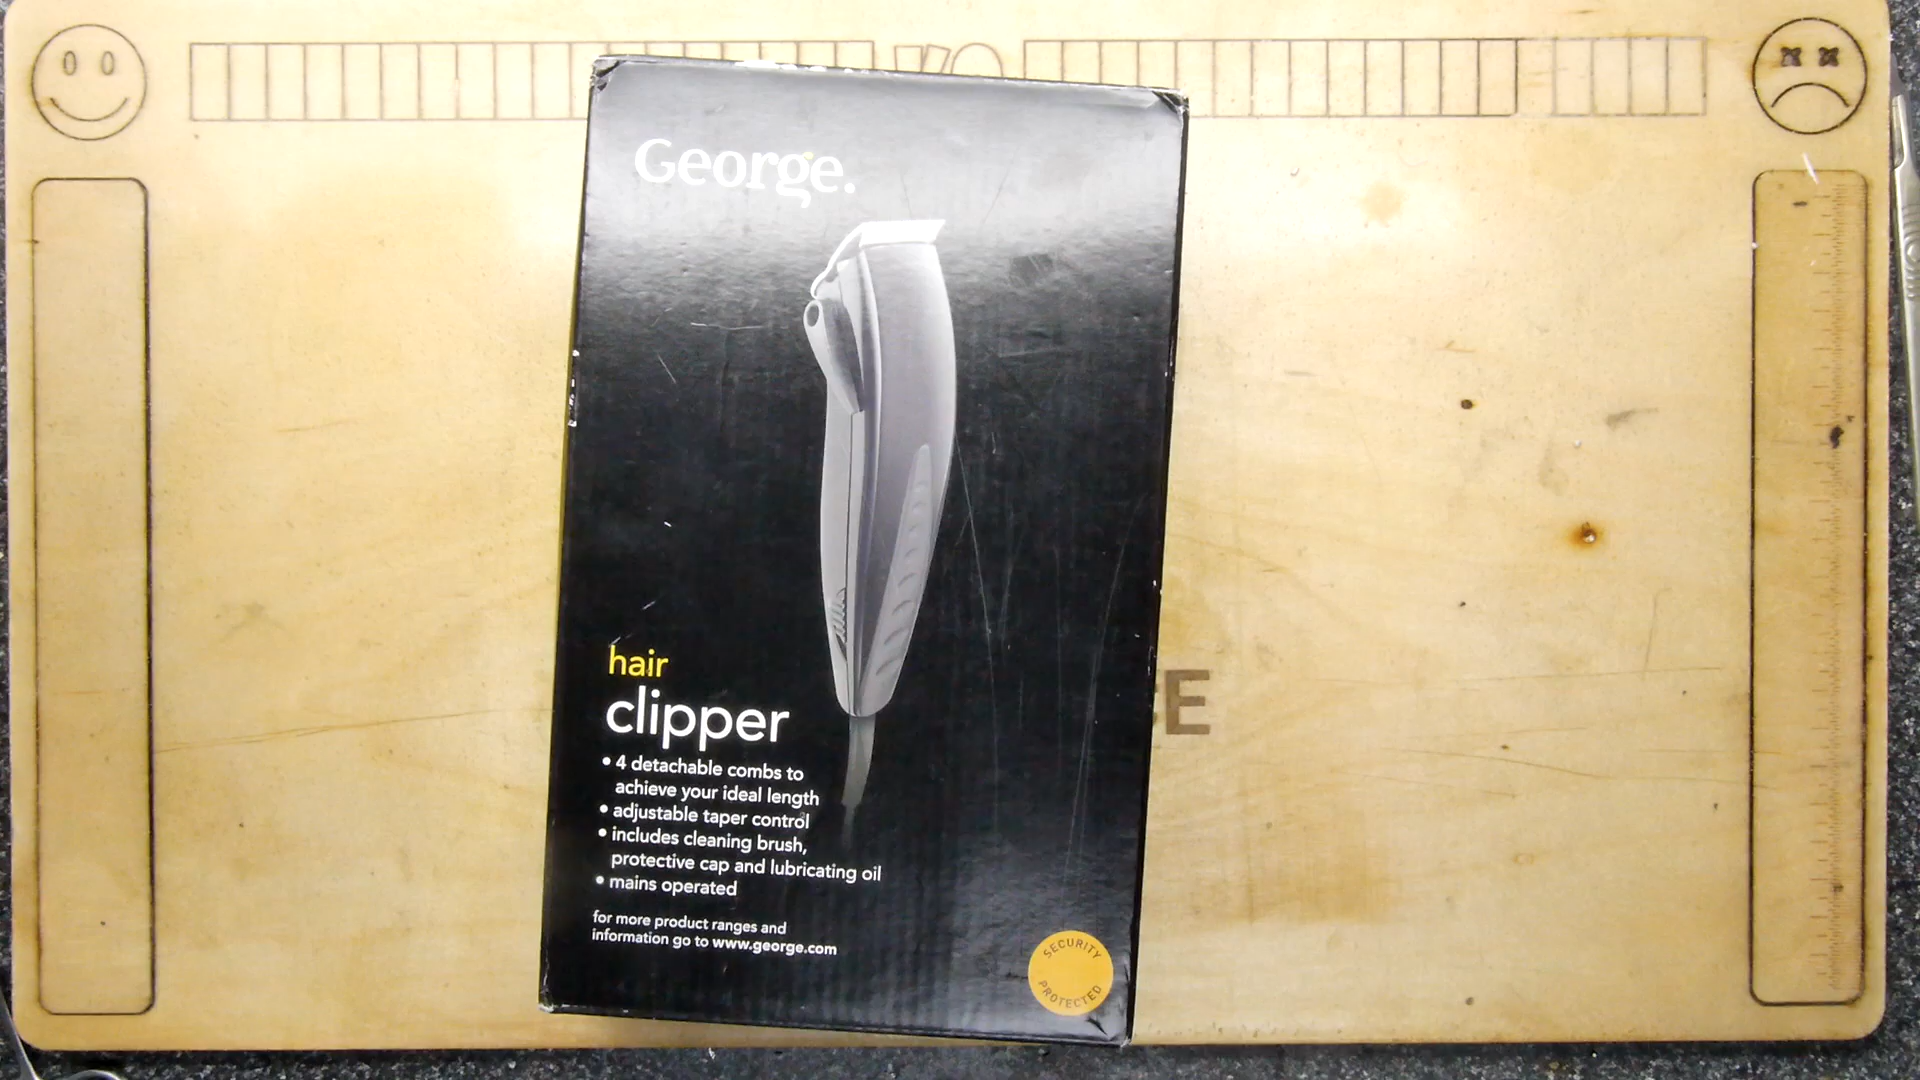 George.
hair
clipper
• 4 detachable combs to
achieve your ideal length
• adjustable taper control
• includes cleaning brush,
protective cap and lubricating oil
• mains operated
for more product ranges and
information go to www.george.com
SECURITY
PROTECTED